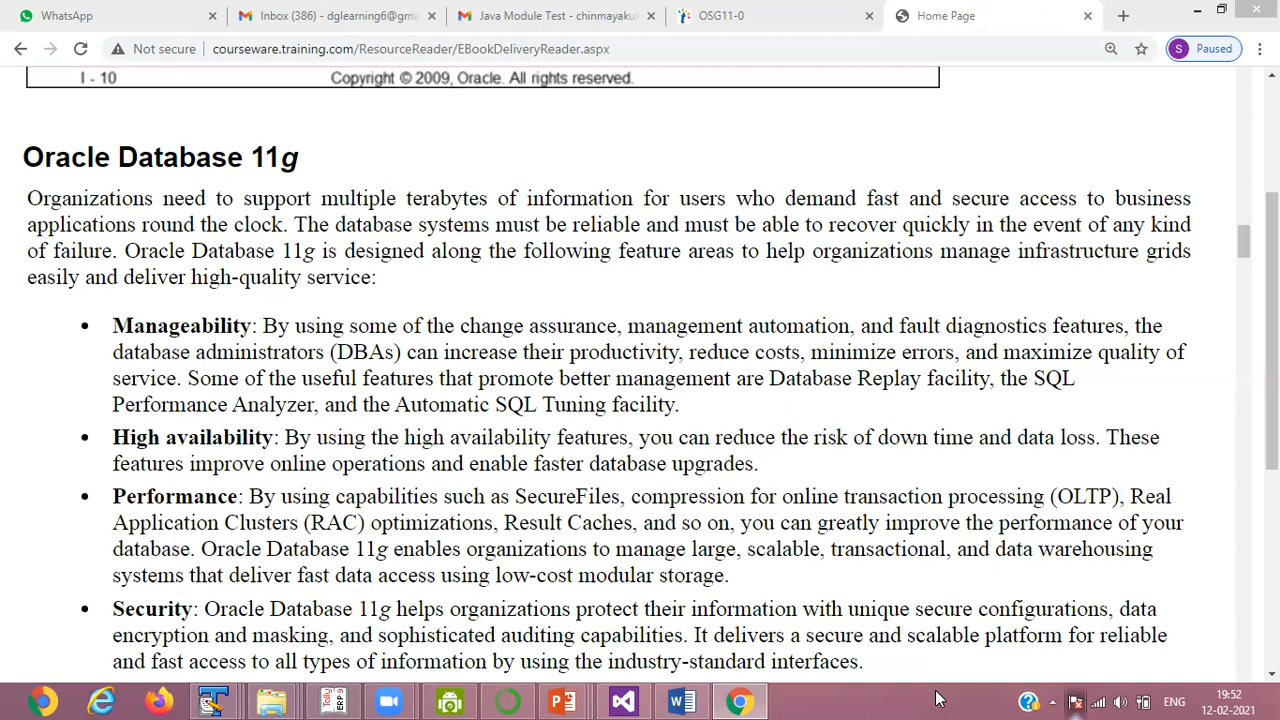 WhatsApp
Inbox (386) - dglearning6@gma
Java Module Test - chinmayaku
OSG11-0
Home Page
Not secure
courseware.training.com/ResourceReader/EBookDeliveryReader.aspx
S
Paused
I - 10
Copyright © 2009, Oracle. All rights reserved.
Oracle Database 11g
Organizations need to support multiple terabytes of information for users who demand fast and secure access to business
applications round the clock. The database systems must be reliable and must be able to recover quickly in the event of any kind
of failure. Oracle Database 11g is designed along the following feature areas to help organizations manage infrastructure grids
easily and deliver high-quality service:
• Manageability: By using some of the change assurance, management automation, and fault diagnostics features, the
database administrators (DBAs) can increase their productivity, reduce costs, minimize errors, and maximize quality of
service. Some of the useful features that promote better management are Database Replay facility, the SQL
Performance Analyzer, and the Automatic SQL Tuning facility.
• High availability: By using the high availability features, you can reduce the risk of down time and data loss. These
features improve online operations and enable faster database upgrades.
• Performance: By using capabilities such as SecureFiles, compression for online transaction processing (OLTP), Real
Application Clusters (RAC) optimizations, Result Caches, and so on, you can greatly improve the performance of your
database. Oracle Database 11g enables organizations to manage large, scalable, transactional, and data warehousing
systems that deliver fast data access using low-cost modular storage.
• Security: Oracle Database 11g helps organizations protect their information with unique secure configurations, data
encryption and masking, and sophisticated auditing capabilities. It delivers a secure and scalable platform for reliable
and fast access to all types of information by using the industry-standard interfaces.
ENG
19:52
12-02-2021